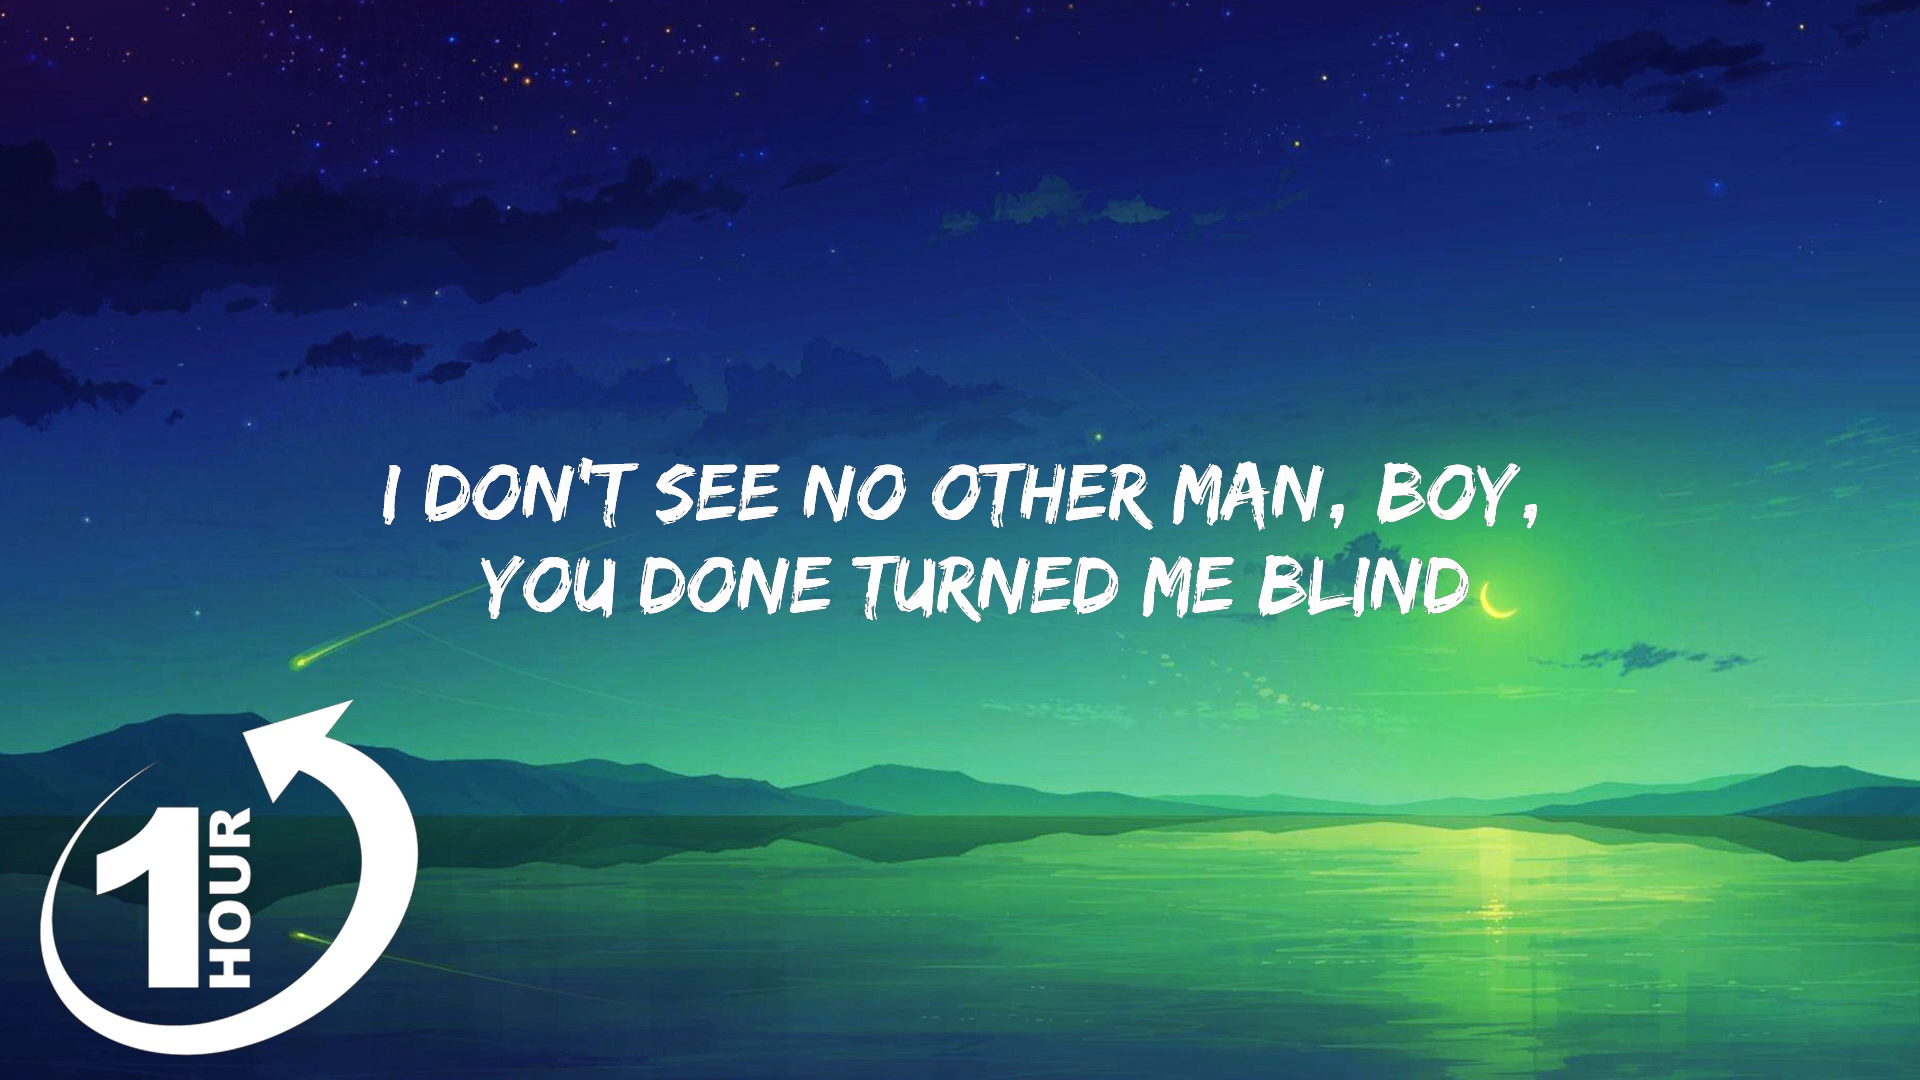 I DON'T SEE NO OTHER MAN, BOY,
YOU DONE TURNED ME BLIND
1
HOUR